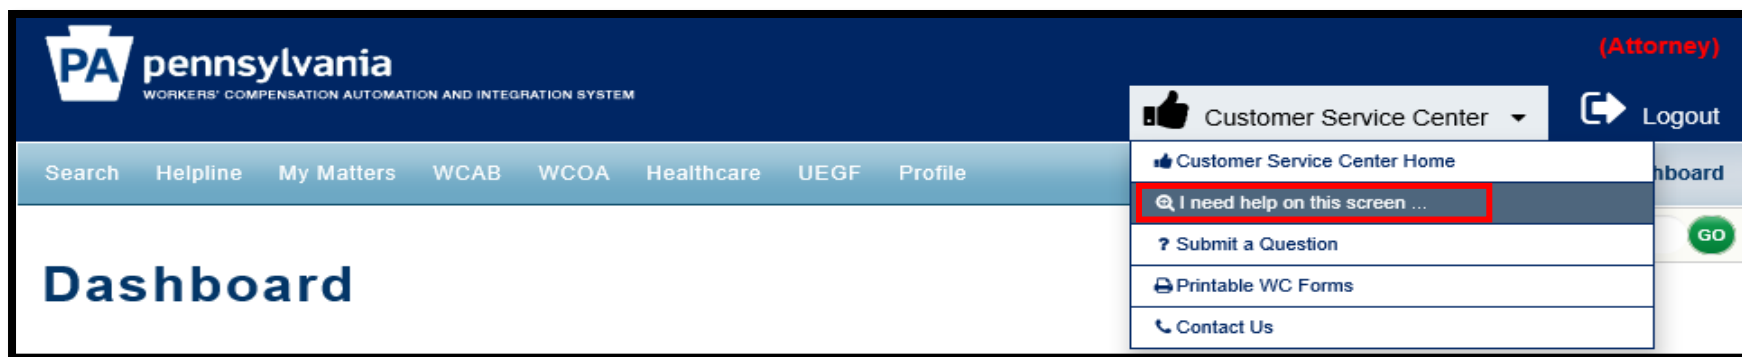 PA pennsylvania
WORKERS' COMPENSATION AUTOMATION AND INTEGRATION SYSTEM
(Attorney)
Customer Service Center
Logout
Search Helpline My Matters WCAB WCOA Healthcare UEGF Profile
hboard
Customer Service Center Home
I need help on this screen ...
? Submit a Question
Printable WC Forms
Contact Us
GO
Dashboard